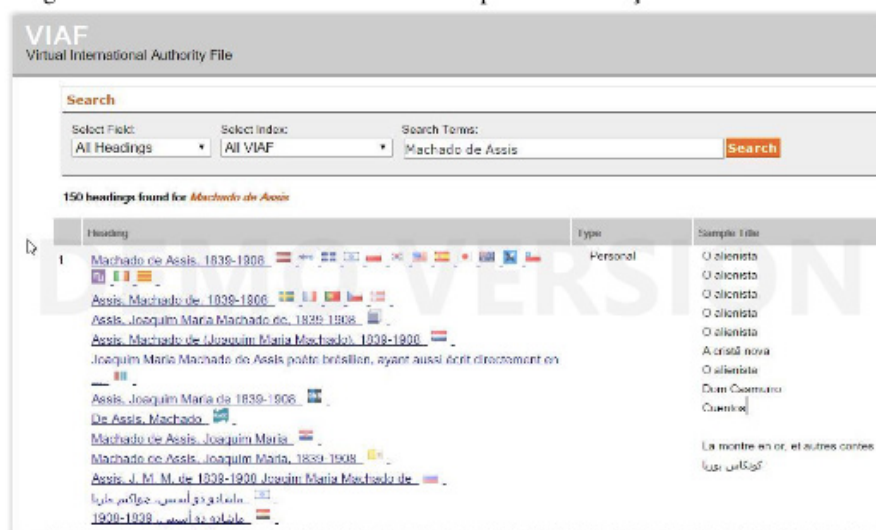 VIAF
Virtual International Authority File
Search
Select Field: Select Index: Search Terms:
All Headings All VIAF Machado de Assis Search
150 headings found for Machado de Assis
Heading Type Sample Title
1 Machado de Assis, 1839-1908 Personal O alienista
O alienista
Assis, Machado de, 1839-1908 O alienista
Assis, Joaquim Maria Machado de, 1839-1908 O alienista
Assis, Machado de (Joaquim Maria Machado), 1839-1908 O alienista
Joaquim Maria Machado de Assis poète brésilien, ayant aussi écrit directement en A cristã nova
... O alienista
Assis, Joaquim Maria de 1839-1908 Dom Casmurro
De Assis, Machado Cuentos
Machado de Assis, Joaquim Maria
Machado de Assis, Joaquim Maria, 1839-1908 La montre en or, et autres contes
Assis, J. M. M. de 1839-1908 Joaquim Maria Machado de
1908-1839
DEMO VERSION